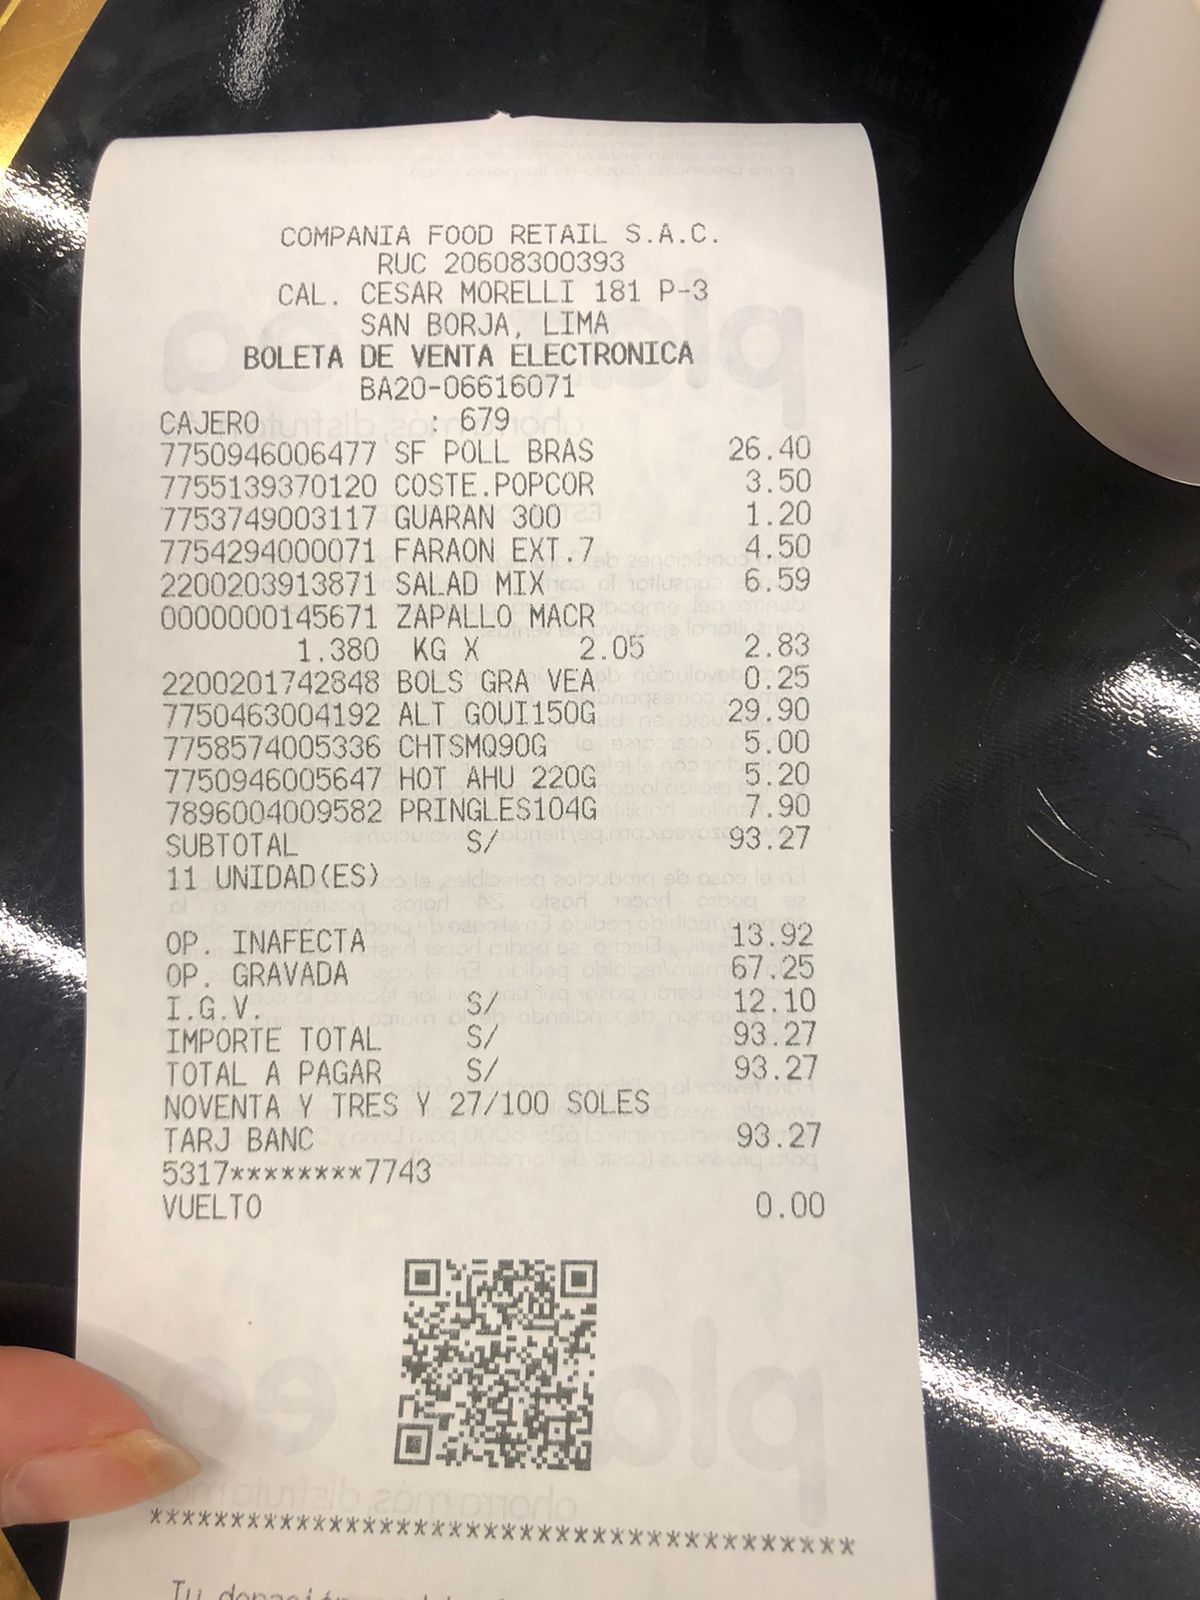 COMPANIA FOOD RETAIL S.A.C.
RUC 20608300393
CAL. CESAR MORELLI 181 P-3
SAN BORJA, LIMA
BOLETA DE VENTA ELECTRONICA
BA20-06616071
CAJERO : 679
7750946006477 SF POLL BRAS 26.40
7755139370120 COSTE.POPCOR 3.50
7753749003117 GUARAN 300 1.20
7754294000071 FARAON EXT.7 4.50
2200203913871 SALAD MIX 6.59
0000000145671 ZAPALLO MACR
1.380 KG X 2.05 2.83
2200201742848 BOLS GRA VEA 0.25
7750463004192 ALT GOUI150G 29.90
7758574005336 CHTSMQ90G 5.00
7750946005647 HOT AHU 220G 5.20
7896004009582 PRINGLES104G 7.90
SUBTOTAL S/ 93.27
11 UNIDAD(ES)
OP. INAFECTA 13.92
OP. GRAVADA 67.25
I.G.V. S/ 12.10
IMPORTE TOTAL S/ 93.27
TOTAL A PAGAR S/ 93.27
NOVENTA Y TRES Y 27/100 SOLES
TARJ BANC 93.27
5317********7743
VUELTO 0.00
******************************************
Tu donación